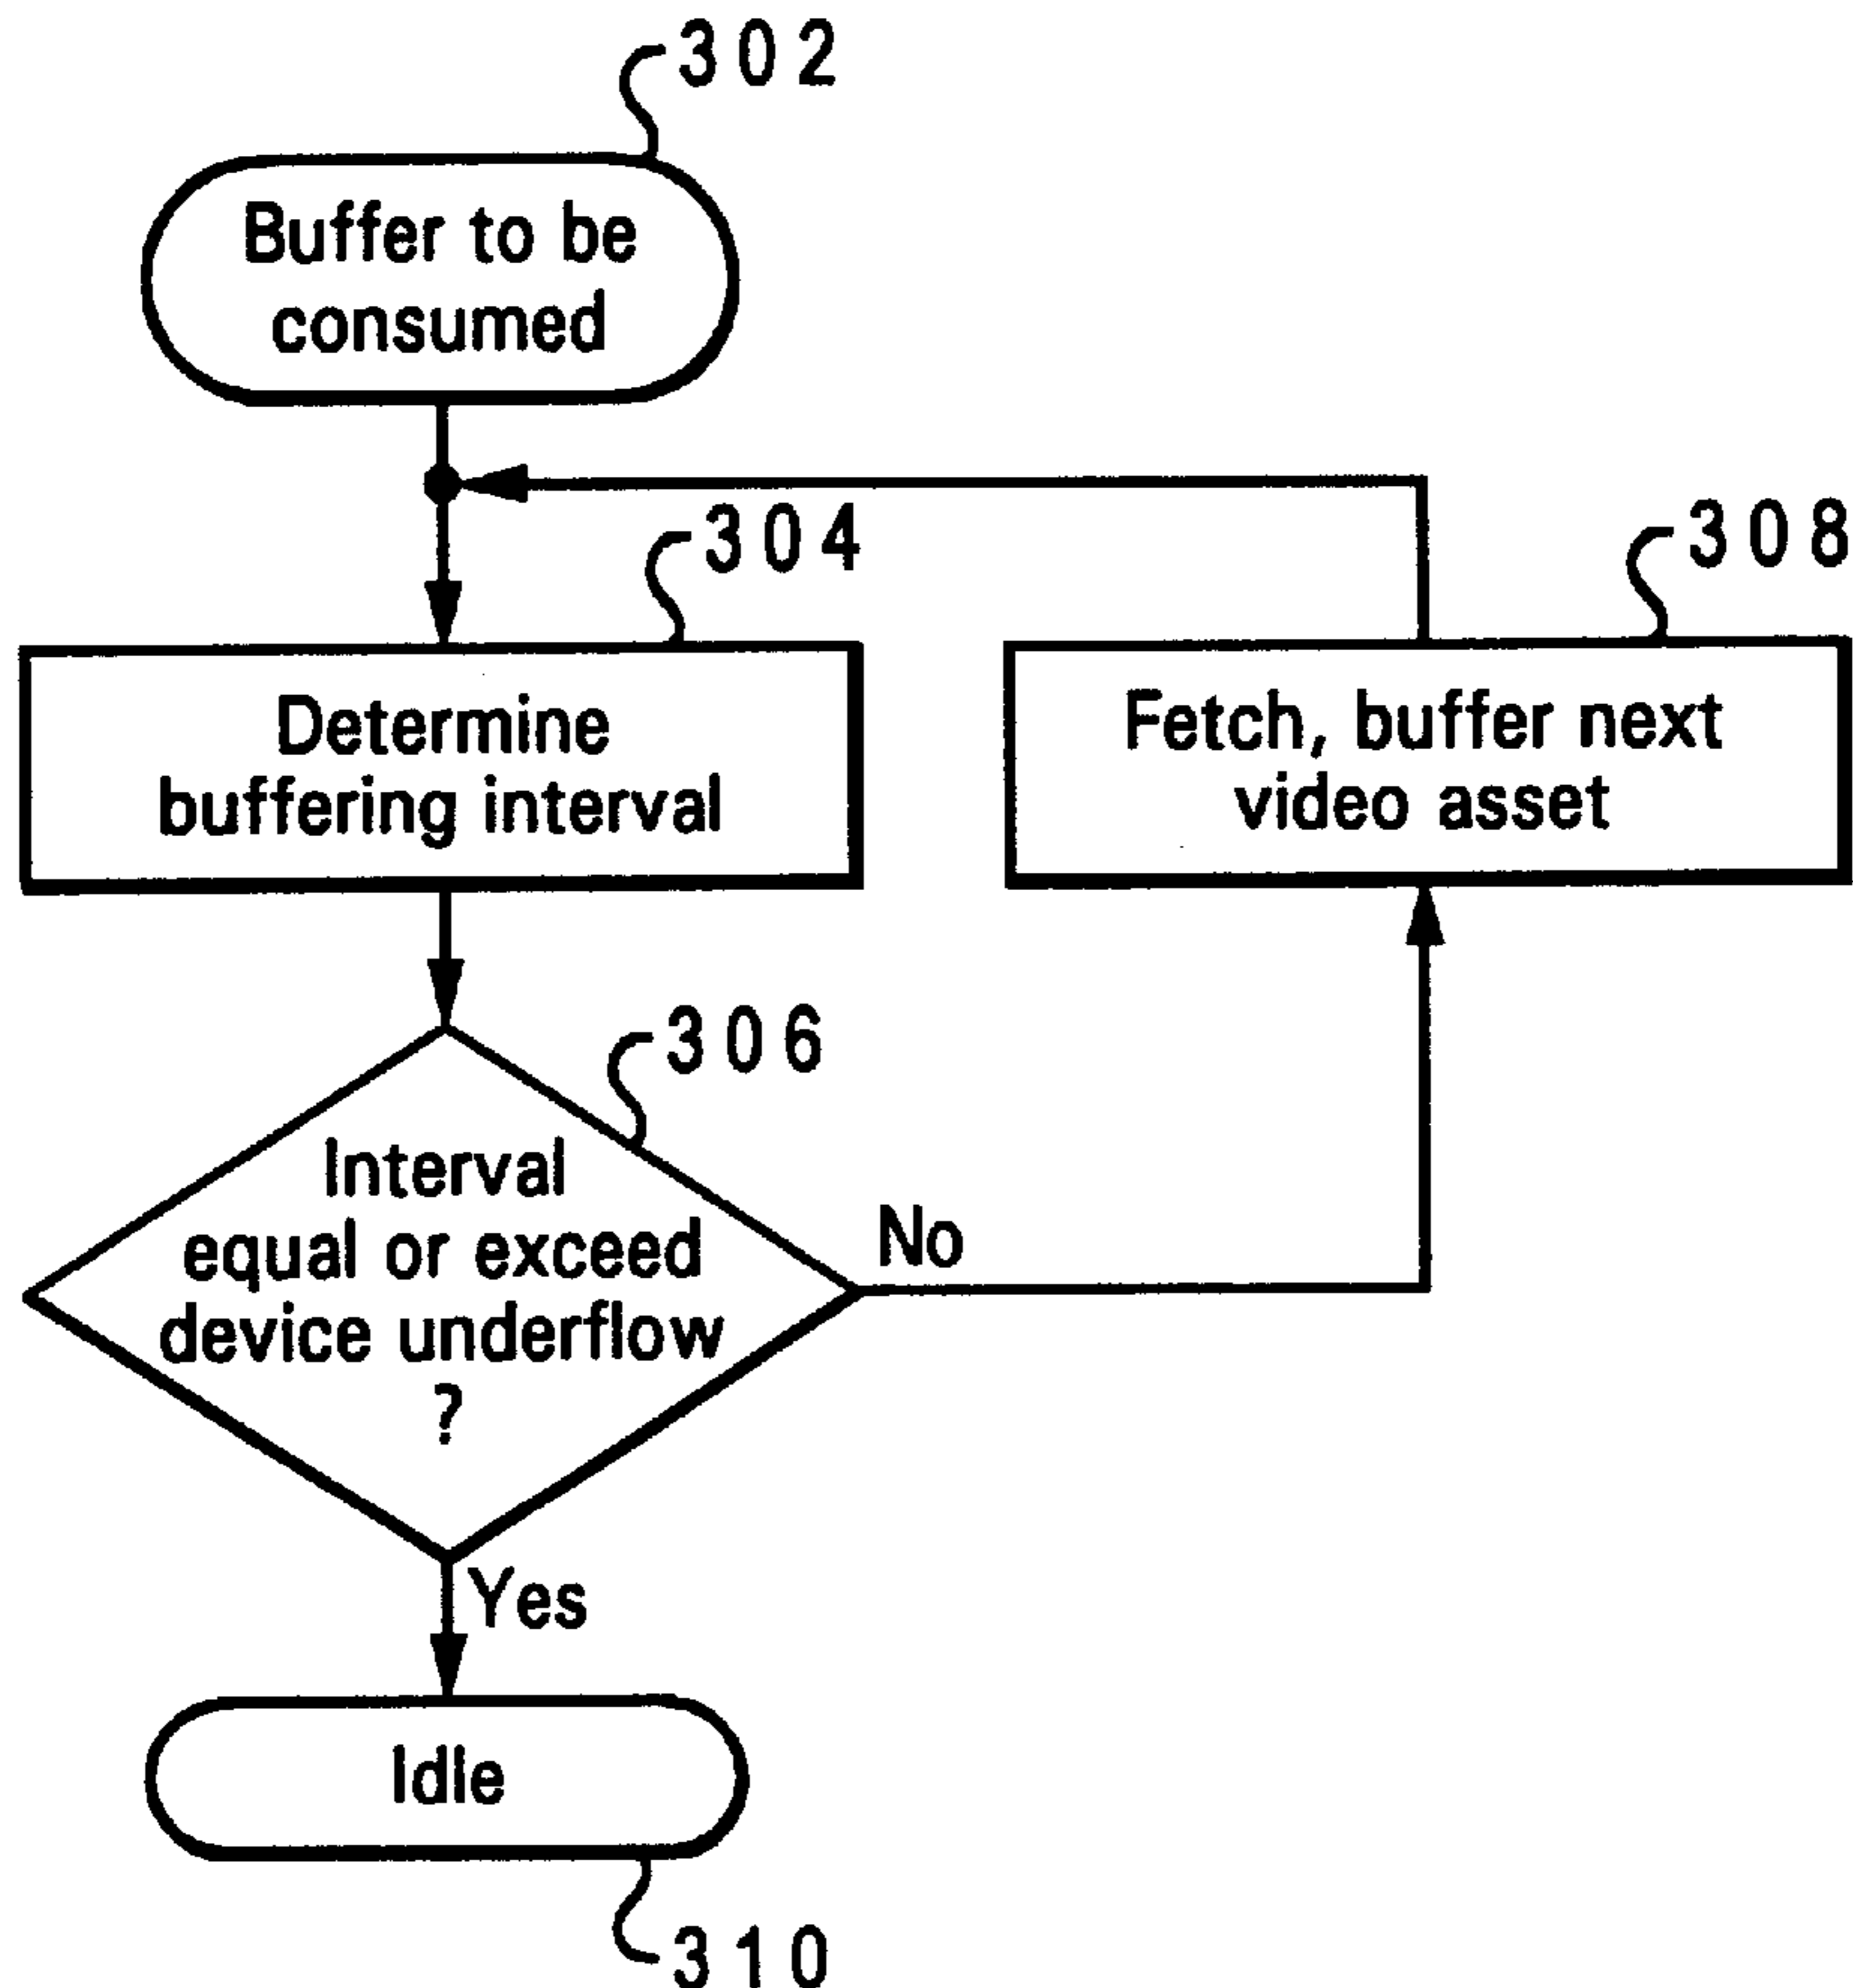 302
Buffer to be
consumed
304
Determine
buffering interval
308
Fetch, buffer next
video asset
306
Interval
equal or exceed
device underflow
?
No
Yes
Idle
310